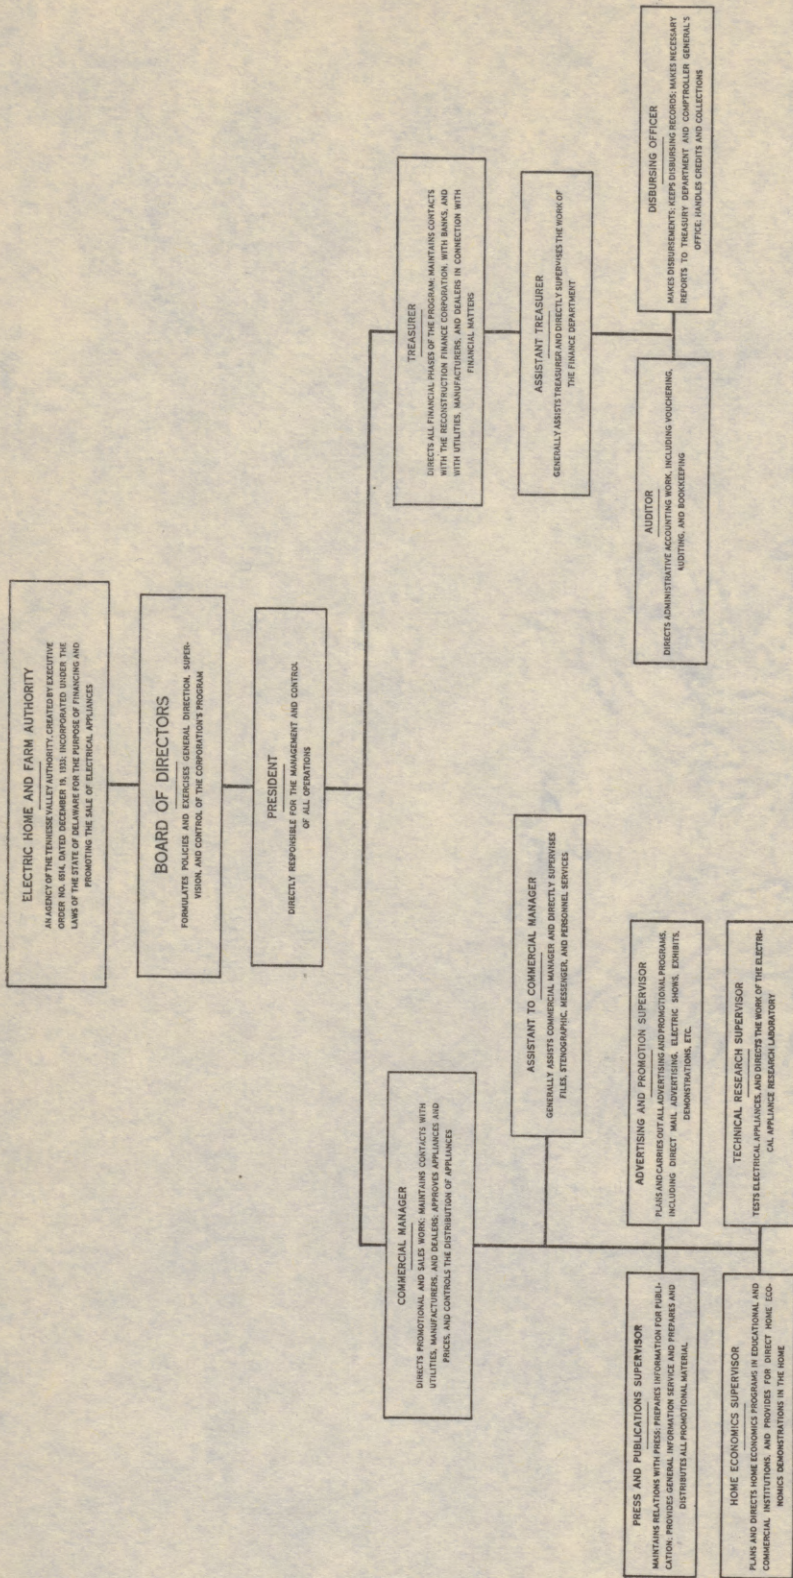 ELECTRIC HOME AND FARM AUTHORITY
AN AGENCY OF THE TENNESSEE VALLEY AUTHORITY, CREATED BY EXECUTIVE
ORDER NO. 6514, DATED DECEMBER 19, 1933; INCORPORATED UNDER THE
LAWS OF THE STATE OF DELAWARE FOR THE PURPOSE OF FINANCING AND
PROMOTING THE SALE OF ELECTRICAL APPLIANCES
BOARD OF DIRECTORS
FORMULATES POLICIES AND EXERCISES GENERAL DIRECTION, SUPER-
VISION, AND CONTROL OF THE CORPORATION'S PROGRAM
PRESIDENT
DIRECTLY RESPONSIBLE FOR THE MANAGEMENT AND CONTROL
OF ALL OPERATIONS
COMMERCIAL MANAGER
DIRECTS PROMOTIONAL AND SALES WORK; MAINTAINS CONTACTS WITH
UTILITIES, MANUFACTURERS, AND DEALERS; APPROVES APPLIANCES AND
PRICES, AND CONTROLS THE DISTRIBUTION OF APPLIANCES
ASSISTANT TO COMMERCIAL MANAGER
GENERALLY ASSISTS COMMERCIAL MANAGER AND DIRECTLY SUPERVISES
FILES, STENOGRAPHIC, MESSENGER, AND PERSONNEL SERVICES
PRESS AND PUBLICATIONS SUPERVISOR
MAINTAINS RELATIONS WITH PRESS; PREPARES INFORMATION FOR PUBLI-
CATION; PROVIDES GENERAL INFORMATION SERVICE AND PREPARES AND
DISTRIBUTES ALL PROMOTIONAL MATERIAL
ADVERTISING AND PROMOTION SUPERVISOR
PLANS AND CARRIES OUT ALL ADVERTISING AND PROMOTIONAL PROGRAMS,
INCLUDING DIRECT MAIL ADVERTISING, ELECTRIC SHOWS, EXHIBITS,
DEMONSTRATIONS, ETC.
HOME ECONOMICS SUPERVISOR
PLANS AND DIRECTS HOME ECONOMICS PROGRAMS IN EDUCATIONAL AND
COMMERCIAL INSTITUTIONS, AND PROVIDES FOR DIRECT HOME ECO-
NOMICS DEMONSTRATIONS IN THE HOME
TECHNICAL RESEARCH SUPERVISOR
TESTS ELECTRICAL APPLIANCES, AND DIRECTS THE WORK OF THE ELECTRI-
CAL APPLIANCE RESEARCH LABORATORY
TREASURER
DIRECTS ALL FINANCIAL PHASES OF THE PROGRAM; MAINTAINS CONTACTS
WITH THE RECONSTRUCTION FINANCE CORPORATION, WITH BANKS, AND
WITH UTILITIES, MANUFACTURERS, AND DEALERS IN CONNECTION WITH
FINANCIAL MATTERS
ASSISTANT TREASURER
GENERALLY ASSISTS TREASURER AND DIRECTLY SUPERVISES THE WORK OF
THE FINANCE DEPARTMENT
AUDITOR
DIRECTS ADMINISTRATIVE ACCOUNTING WORK, INCLUDING VOUCHERING,
AUDITING, AND BOOKKEEPING
DISBURSING OFFICER
MAKES DISBURSEMENTS; KEEPS DISBURSING RECORDS; MAKES NECESSARY
REPORTS TO TREASURY DEPARTMENT AND COMPTROLLER GENERAL'S
OFFICE; HANDLES CREDITS AND COLLECTIONS